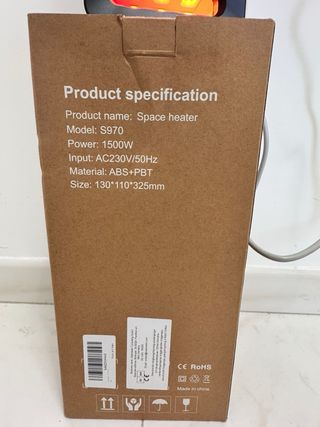 Product specification
Product name: Space heater
Model: S970
Power: 1500W
Input: AC230V/50Hz
Material: ABS+PBT
Size: 130*110*325mm
CE RoHS
Made in china